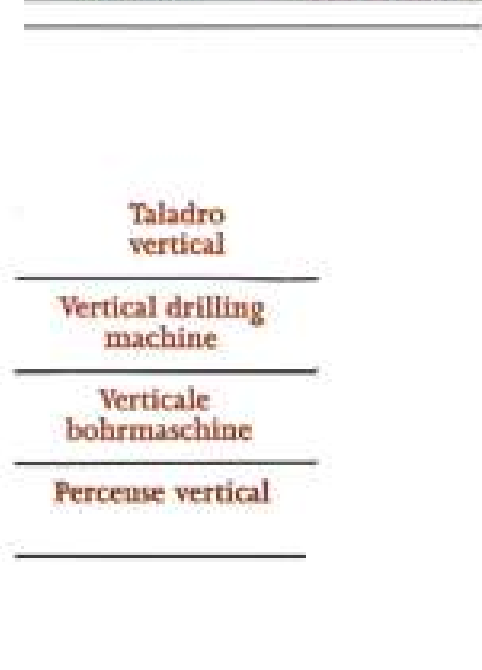 Taladro
vertical
Vertical drilling
machine
Verticale
bohrmaschine
Perceuse vertical